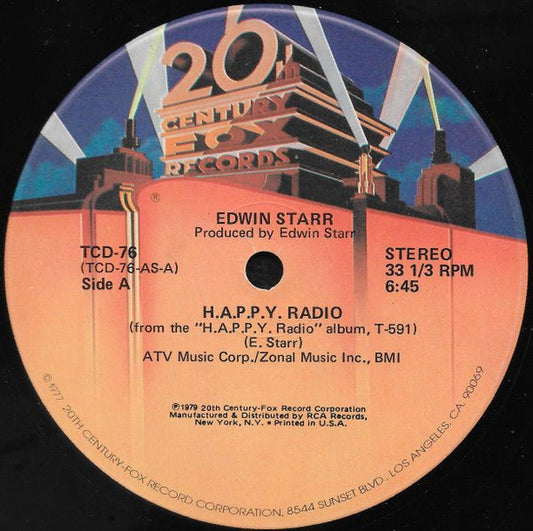 20th
CENTURY
FOX
RECORDS
®
EDWIN STARR
Produced by Edwin Starr
TCD-76
(TCD-76-AS-A)
Side A
STEREO
33 1/3 RPM
6:45
H.A.P.P.Y. RADIO
(from the "H.A.P.P.Y. Radio" album, T-591)
(E. Starr)
ATV Music Corp./Zonal Music Inc., BMI
℗1979 20th Century-Fox Record Corporation
Manufactured & Distributed by RCA Records,
New York, N.Y. • Printed in U.S.A.
©1977 20TH CENTURY-FOX RECORD CORPORATION, 8544 SUNSET BLVD., LOS ANGELES, CA. 90069